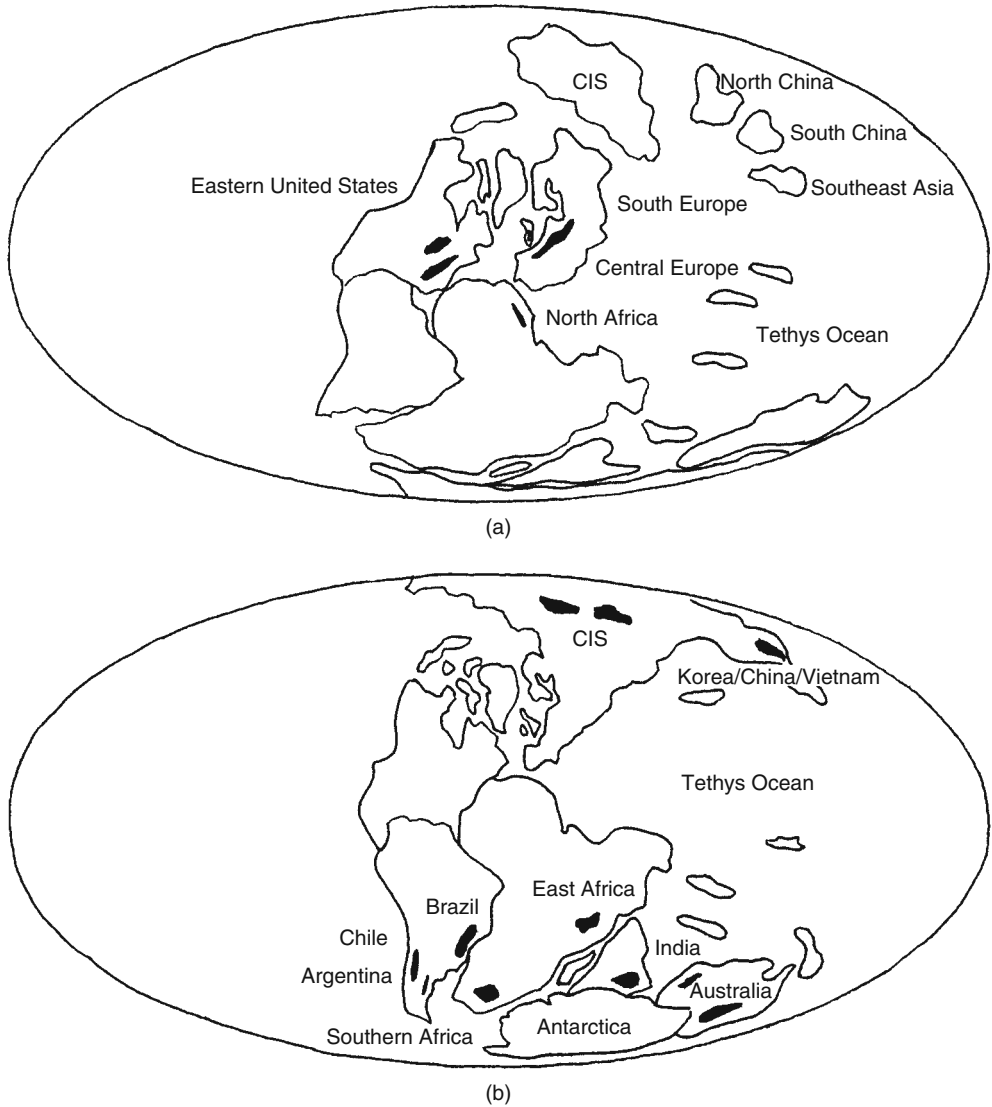 CIS
North China
South China
Eastern United States
Southeast Asia
South Europe
Central Europe
North Africa
Tethys Ocean
(a)
CIS
Korea/China/Vietnam
Tethys Ocean
East Africa
Brazil
Chile
India
Argentina
Australia
Antarctica
Southern Africa
(b)